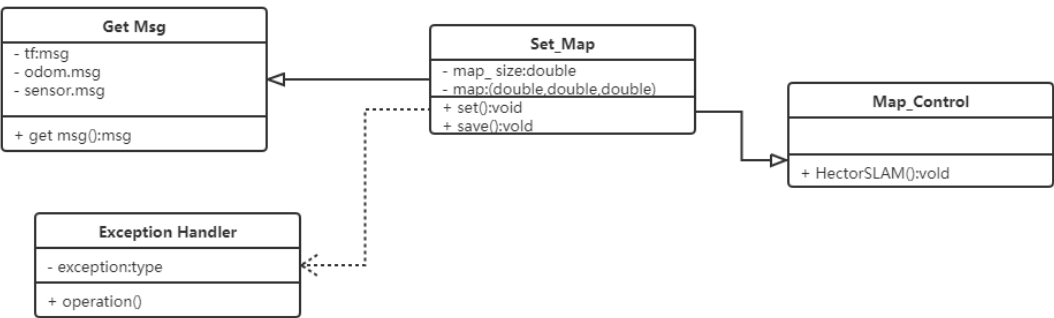 Get Msg
- tf:msg
- odom.msg
- sensor.msg
+ get msg():msg
Set_Map
- map_ size:double
- map:(double,double,double)
+ set():void
+ save():vold
Map_Control
+ HectorSLAM():vold
Exception Handler
- exception:type
+ operation()